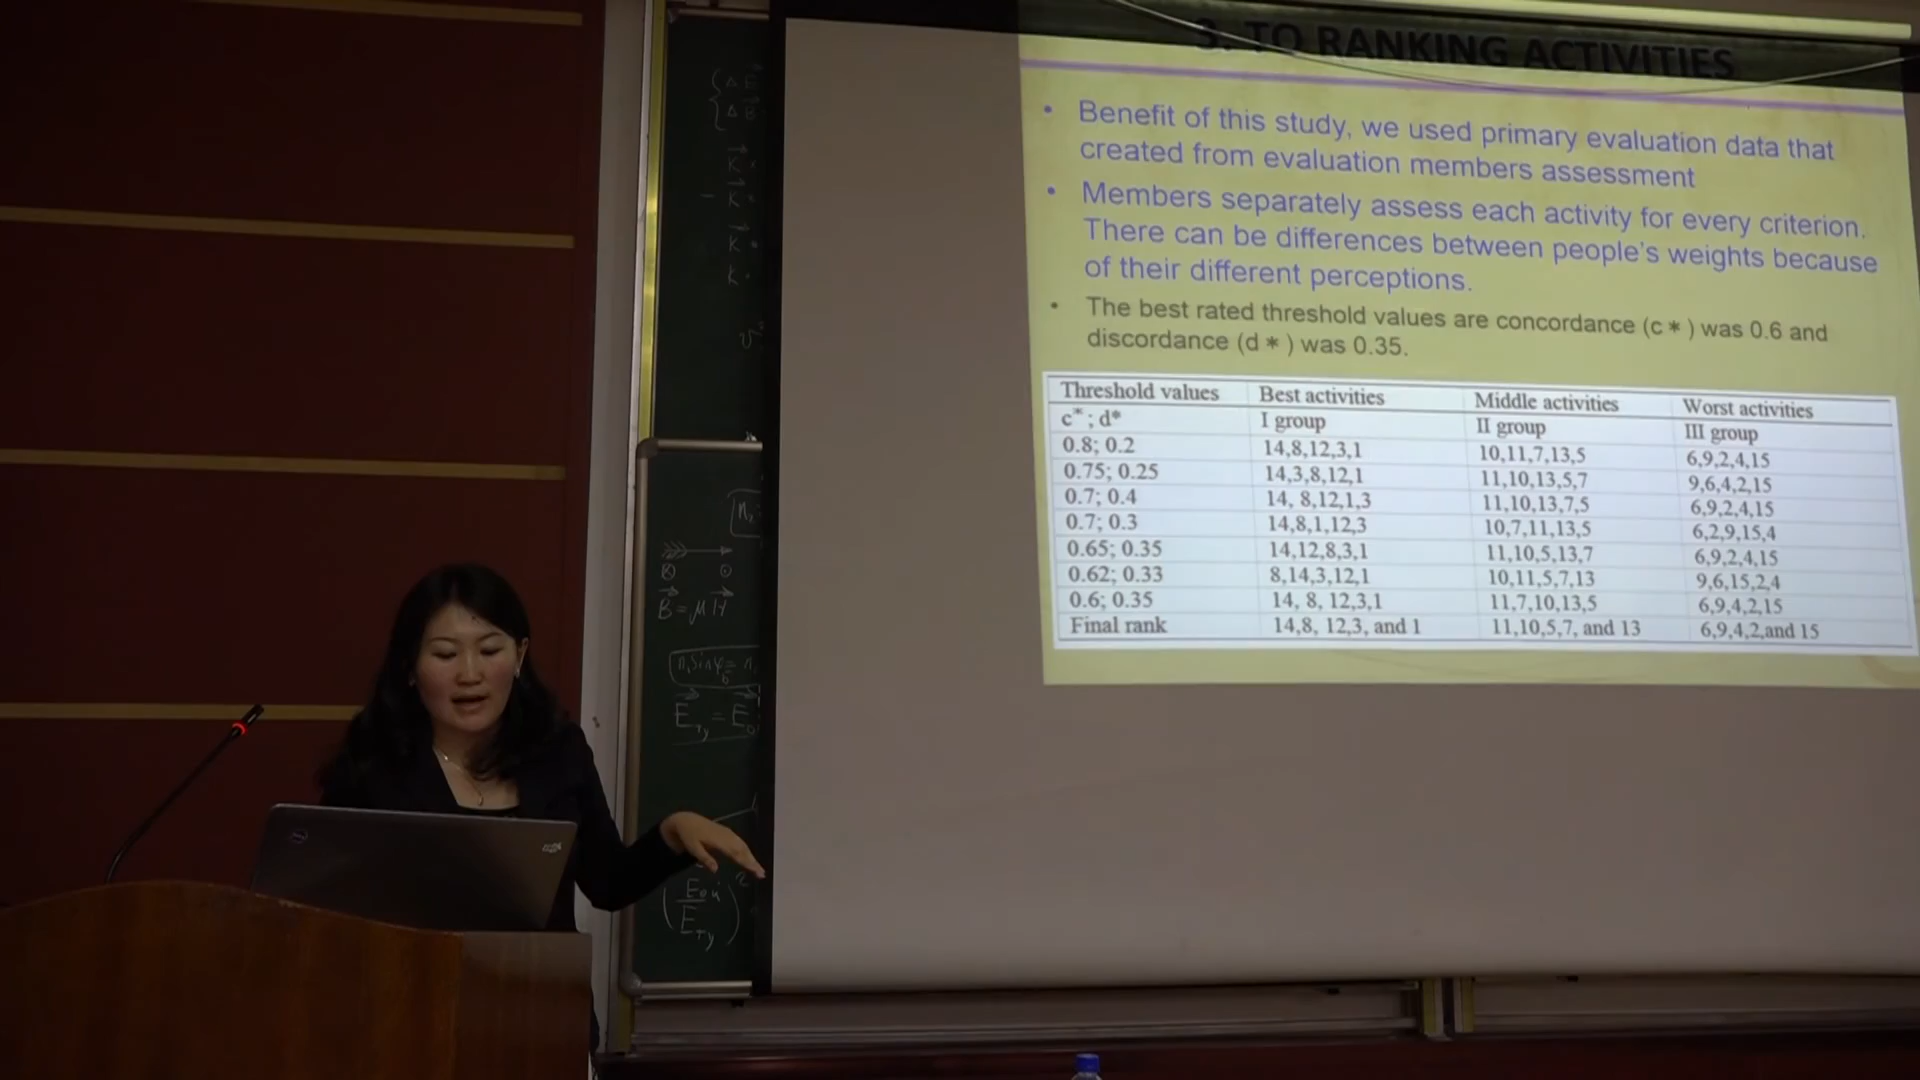 3. TO RANKING ACTIVITIES
• Benefit of this study, we used primary evaluation data that
created from evaluation members assessment
• Members separately assess each activity for every criterion.
There can be differences between people's weights because
of their different perceptions.
• The best rated threshold values are concordance (c * ) was 0.6 and
discordance (d * ) was 0.35.
Threshold values Best activities Middle activities Worst activities
c* ; d* I group II group III group
0.8; 0.2 14,8,12,3,1 10,11,7,13,5 6,9,2,4,15
0.75; 0.25 14,3,8,12,1 11,10,13,5,7 9,6,4,2,15
0.7; 0.4 14, 8,12,1,3 11,10,13,7,5 6,9,2,4,15
0.7; 0.3 14,8,1,12,3 10,7,11,13,5 6,2,9,15,4
0.65; 0.35 14,12,8,3,1 11,10,5,13,7 6,9,2,4,15
0.62; 0.33 8,14,3,12,1 10,11,5,7,13 9,6,15,2,4
0.6; 0.35 14, 8, 12,3,1 11,7,10,13,5 6,9,4,2,15
Final rank 14,8, 12,3, and 1 11,10,5,7, and 13 6,9,4,2,and 15
B = μ H